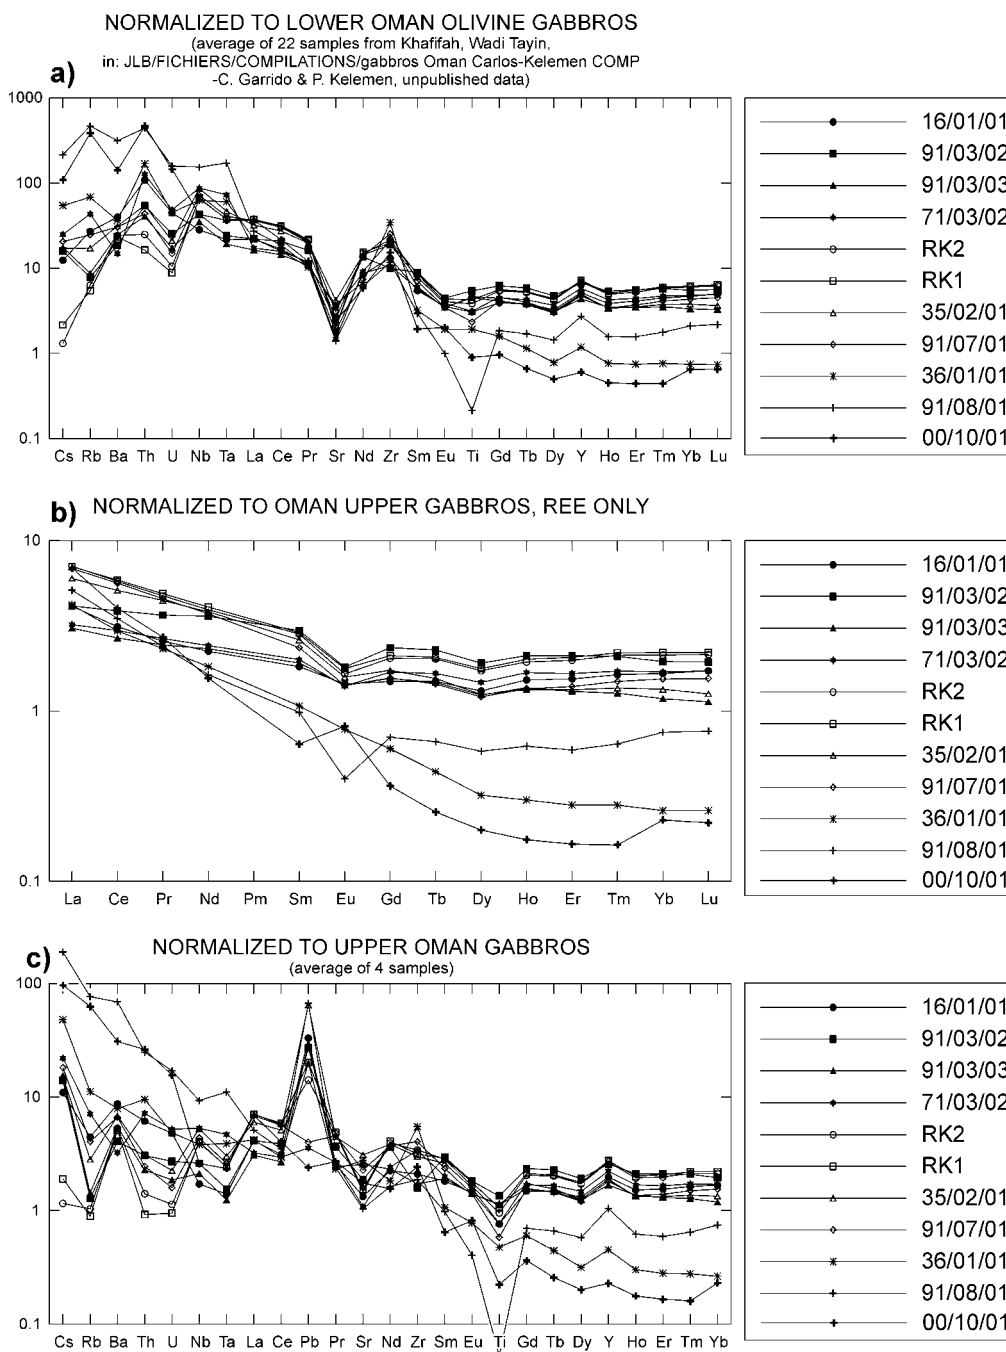 NORMALIZED TO LOWER OMAN OLIVINE GABBROS
(average of 22 samples from Khafifah, Wadi Tayin,
in: JLB/FICHIERS/COMPILATIONS/gabbros Oman Carlos-Kelemen COMP
-C. Garrido & P. Kelemen, unpublished data)
a)
1000
100
10
1
0.1
Cs Rb Ba Th U Nb Ta La Ce Pr Sr Nd Zr Sm Eu Ti Gd Tb Dy Y Ho Er Tm Yb Lu
16/01/01
91/03/02
91/03/03
71/03/02
RK2
RK1
35/02/01
91/07/01
36/01/01
91/08/01
00/10/01
b) NORMALIZED TO OMAN UPPER GABBROS, REE ONLY
10
1
0.1
La Ce Pr Nd Pm Sm Eu Gd Tb Dy Ho Er Tm Yb Lu
16/01/01
91/03/02
91/03/03
71/03/02
RK2
RK1
35/02/01
91/07/01
36/01/01
91/08/01
00/10/01
c) NORMALIZED TO UPPER OMAN GABBROS
(average of 4 samples)
100
10
1
0.1
Cs Rb Ba Th U Nb Ta La Ce Pb Pr Sr Nd Zr Sm Eu Ti Gd Tb Dy Y Ho Er Tm Yb
16/01/01
91/03/02
91/03/03
71/03/02
RK2
RK1
35/02/01
91/07/01
36/01/01
91/08/01
00/10/01